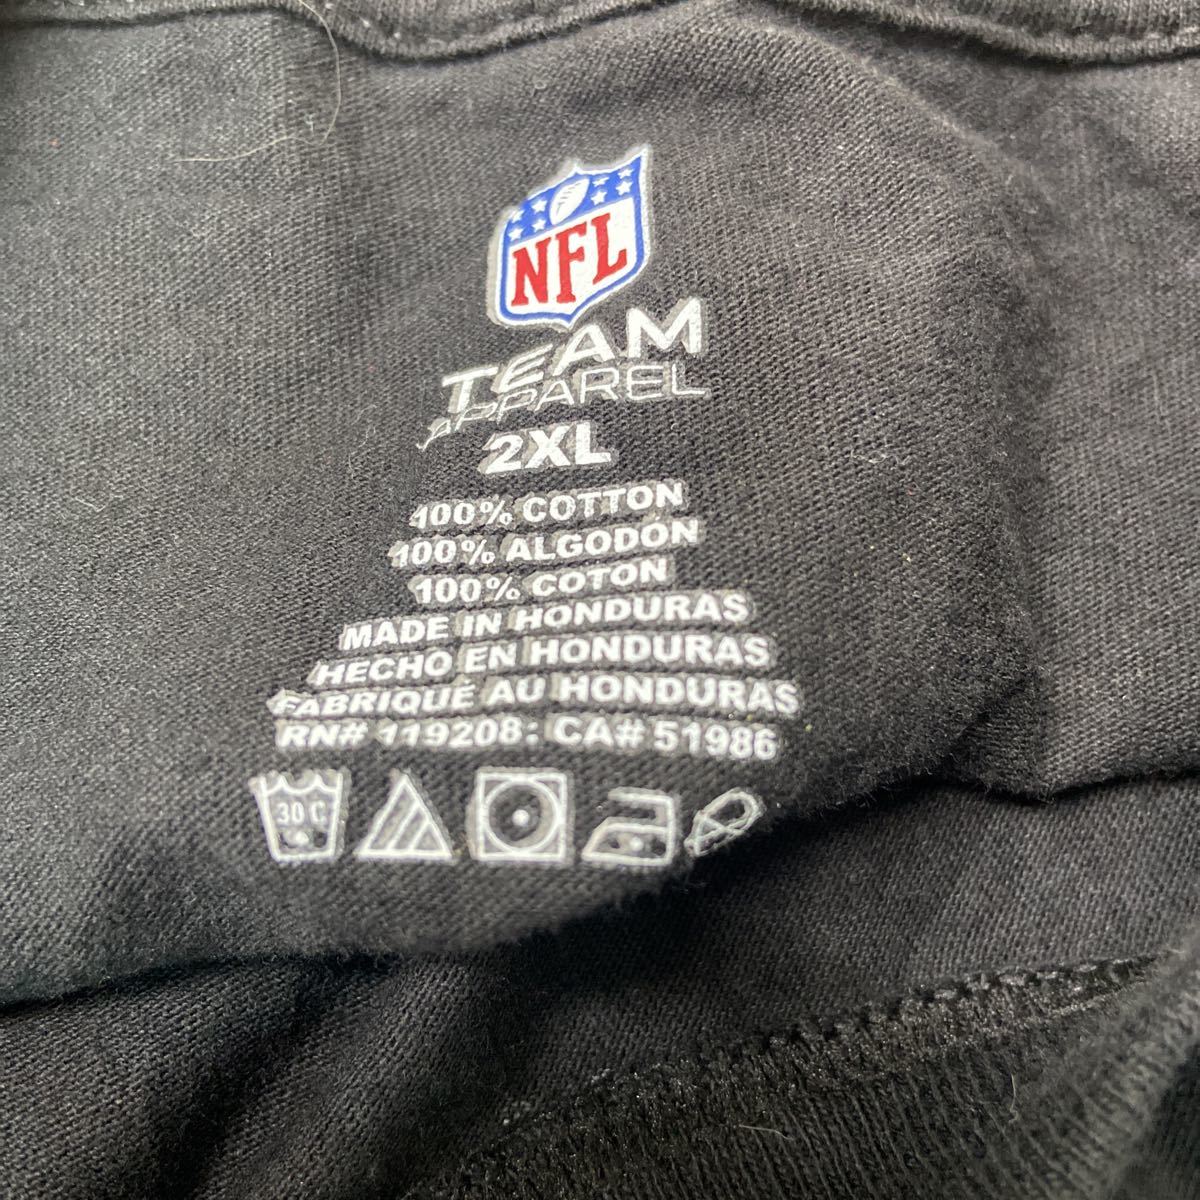 NFL
TEAM
APPAREL
2XL
100% COTTON
100% ALGODÓN
100% COTON
MADE IN HONDURAS
HECHO EN HONDURAS
FABRIQUÉ AU HONDURAS
RN# 119208: CA# 51986
30 C